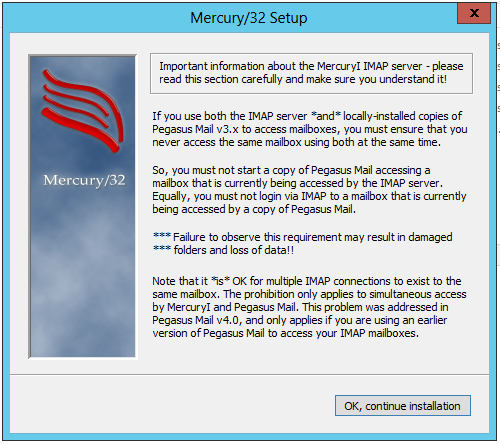 Mercury/32 Setup
x
Important information about the MercuryI IMAP server - please
read this section carefully and make sure you understand it!
Mercury/32
If you use both the IMAP server *and* locally-installed copies of
Pegasus Mail v3.x to access mailboxes, you must ensure that you
never access the same mailbox using both at the same time.
So, you must not start a copy of Pegasus Mail accessing a
mailbox that is currently being accessed by the IMAP server.
Equally, you must not login via IMAP to a mailbox that is currently
being accessed by a copy of Pegasus Mail.
*** Failure to observe this requirement may result in damaged
*** folders and loss of data!!
Note that it *is* OK for multiple IMAP connections to exist to the
same mailbox. The prohibition only applies to simultaneous access
by MercuryI and Pegasus Mail. This problem was addressed in
Pegasus Mail v4.0, and only applies if you are using an earlier
version of Pegasus Mail to access your IMAP mailboxes.
OK, continue installation